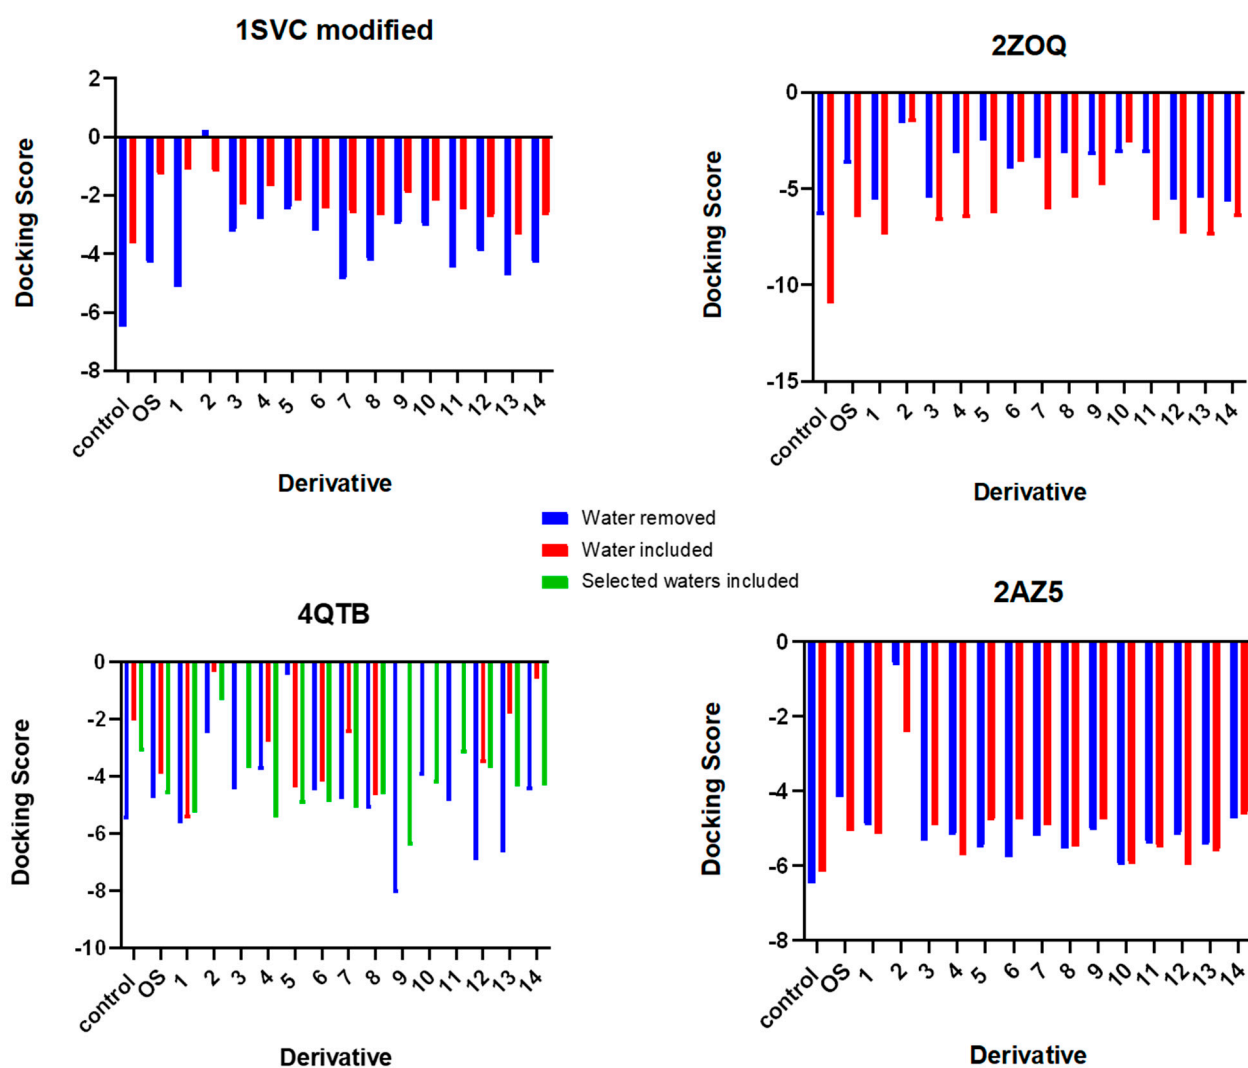 1SVC modified
2
0
-2
-4
-6
-8
Docking Score
control OS 1 2 3 4 5 6 7 8 9 10 11 12 13 14
Derivative
2ZOQ
0
-5
-10
-15
Docking Score
control OS 1 2 3 4 5 6 7 8 9 10 11 12 13 14
Derivative
Water removed
Water included
Selected waters included
4QTB
0
-2
-4
-6
-8
-10
Docking Score
control OS 1 2 3 4 5 6 7 8 9 10 11 12 13 14
Derivative
2AZ5
0
-2
-4
-6
-8
Docking Score
control OS 1 2 3 4 5 6 7 8 9 10 11 12 13 14
Derivative